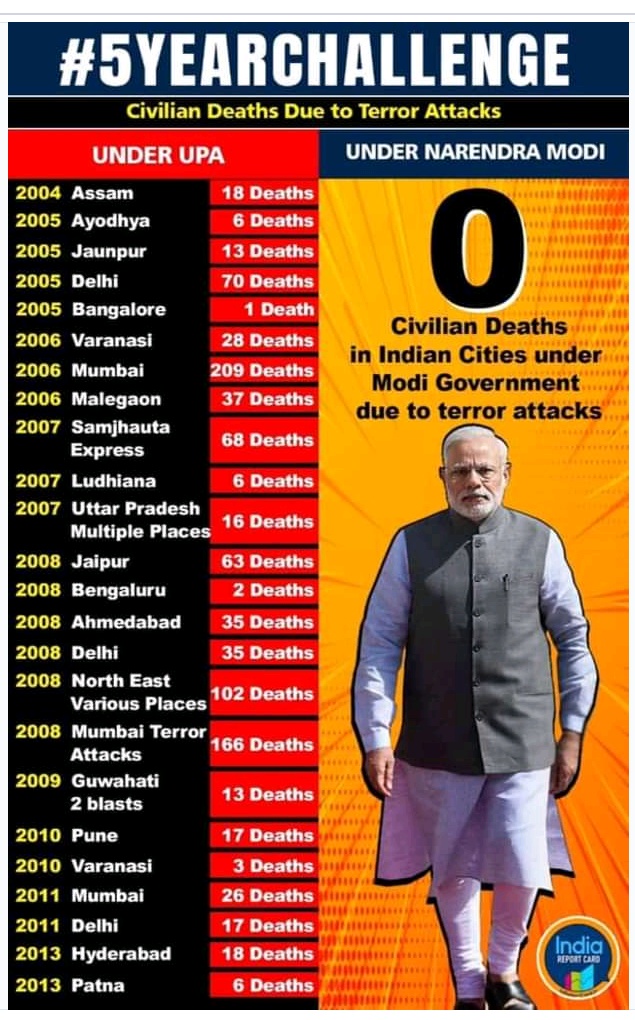 #5YEARCHALLENGE
Civilian Deaths Due to Terror Attacks
UNDER UPA
2004 Assam 18 Deaths
2005 Ayodhya 6 Deaths
2005 Jaunpur 13 Deaths
2005 Delhi 70 Deaths
2005 Bangalore 1 Death
2006 Varanasi 28 Deaths
2006 Mumbai 209 Deaths
2006 Malegaon 37 Deaths
2007 Samjhauta
Express 68 Deaths
2007 Ludhiana 6 Deaths
2007 Uttar Pradesh
Multiple Places 16 Deaths
2008 Jaipur 63 Deaths
2008 Bengaluru 2 Deaths
2008 Ahmedabad 35 Deaths
2008 Delhi 35 Deaths
2008 North East
Various Places 102 Deaths
2008 Mumbai Terror
Attacks 166 Deaths
2009 Guwahati
2 blasts 13 Deaths
2010 Pune 17 Deaths
2010 Varanasi 3 Deaths
2011 Mumbai 26 Deaths
2011 Delhi 17 Deaths
2013 Hyderabad 18 Deaths
2013 Patna 6 Deaths
UNDER NARENDRA MODI
0
Civilian Deaths
in Indian Cities under
Modi Government
due to terror attacks
India
REPORT CARD